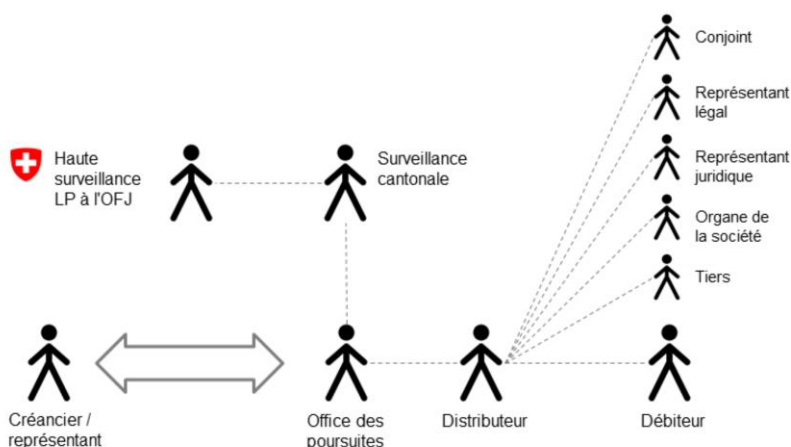 Conjoint
Représentant
légal
Haute
surveillance
LP à l'OFJ
Surveillance
cantonale
Représentant
juridique
Organe de
la société
Tiers
Créancier /
représentant
Office des
poursuites
Distributeur
Débiteur